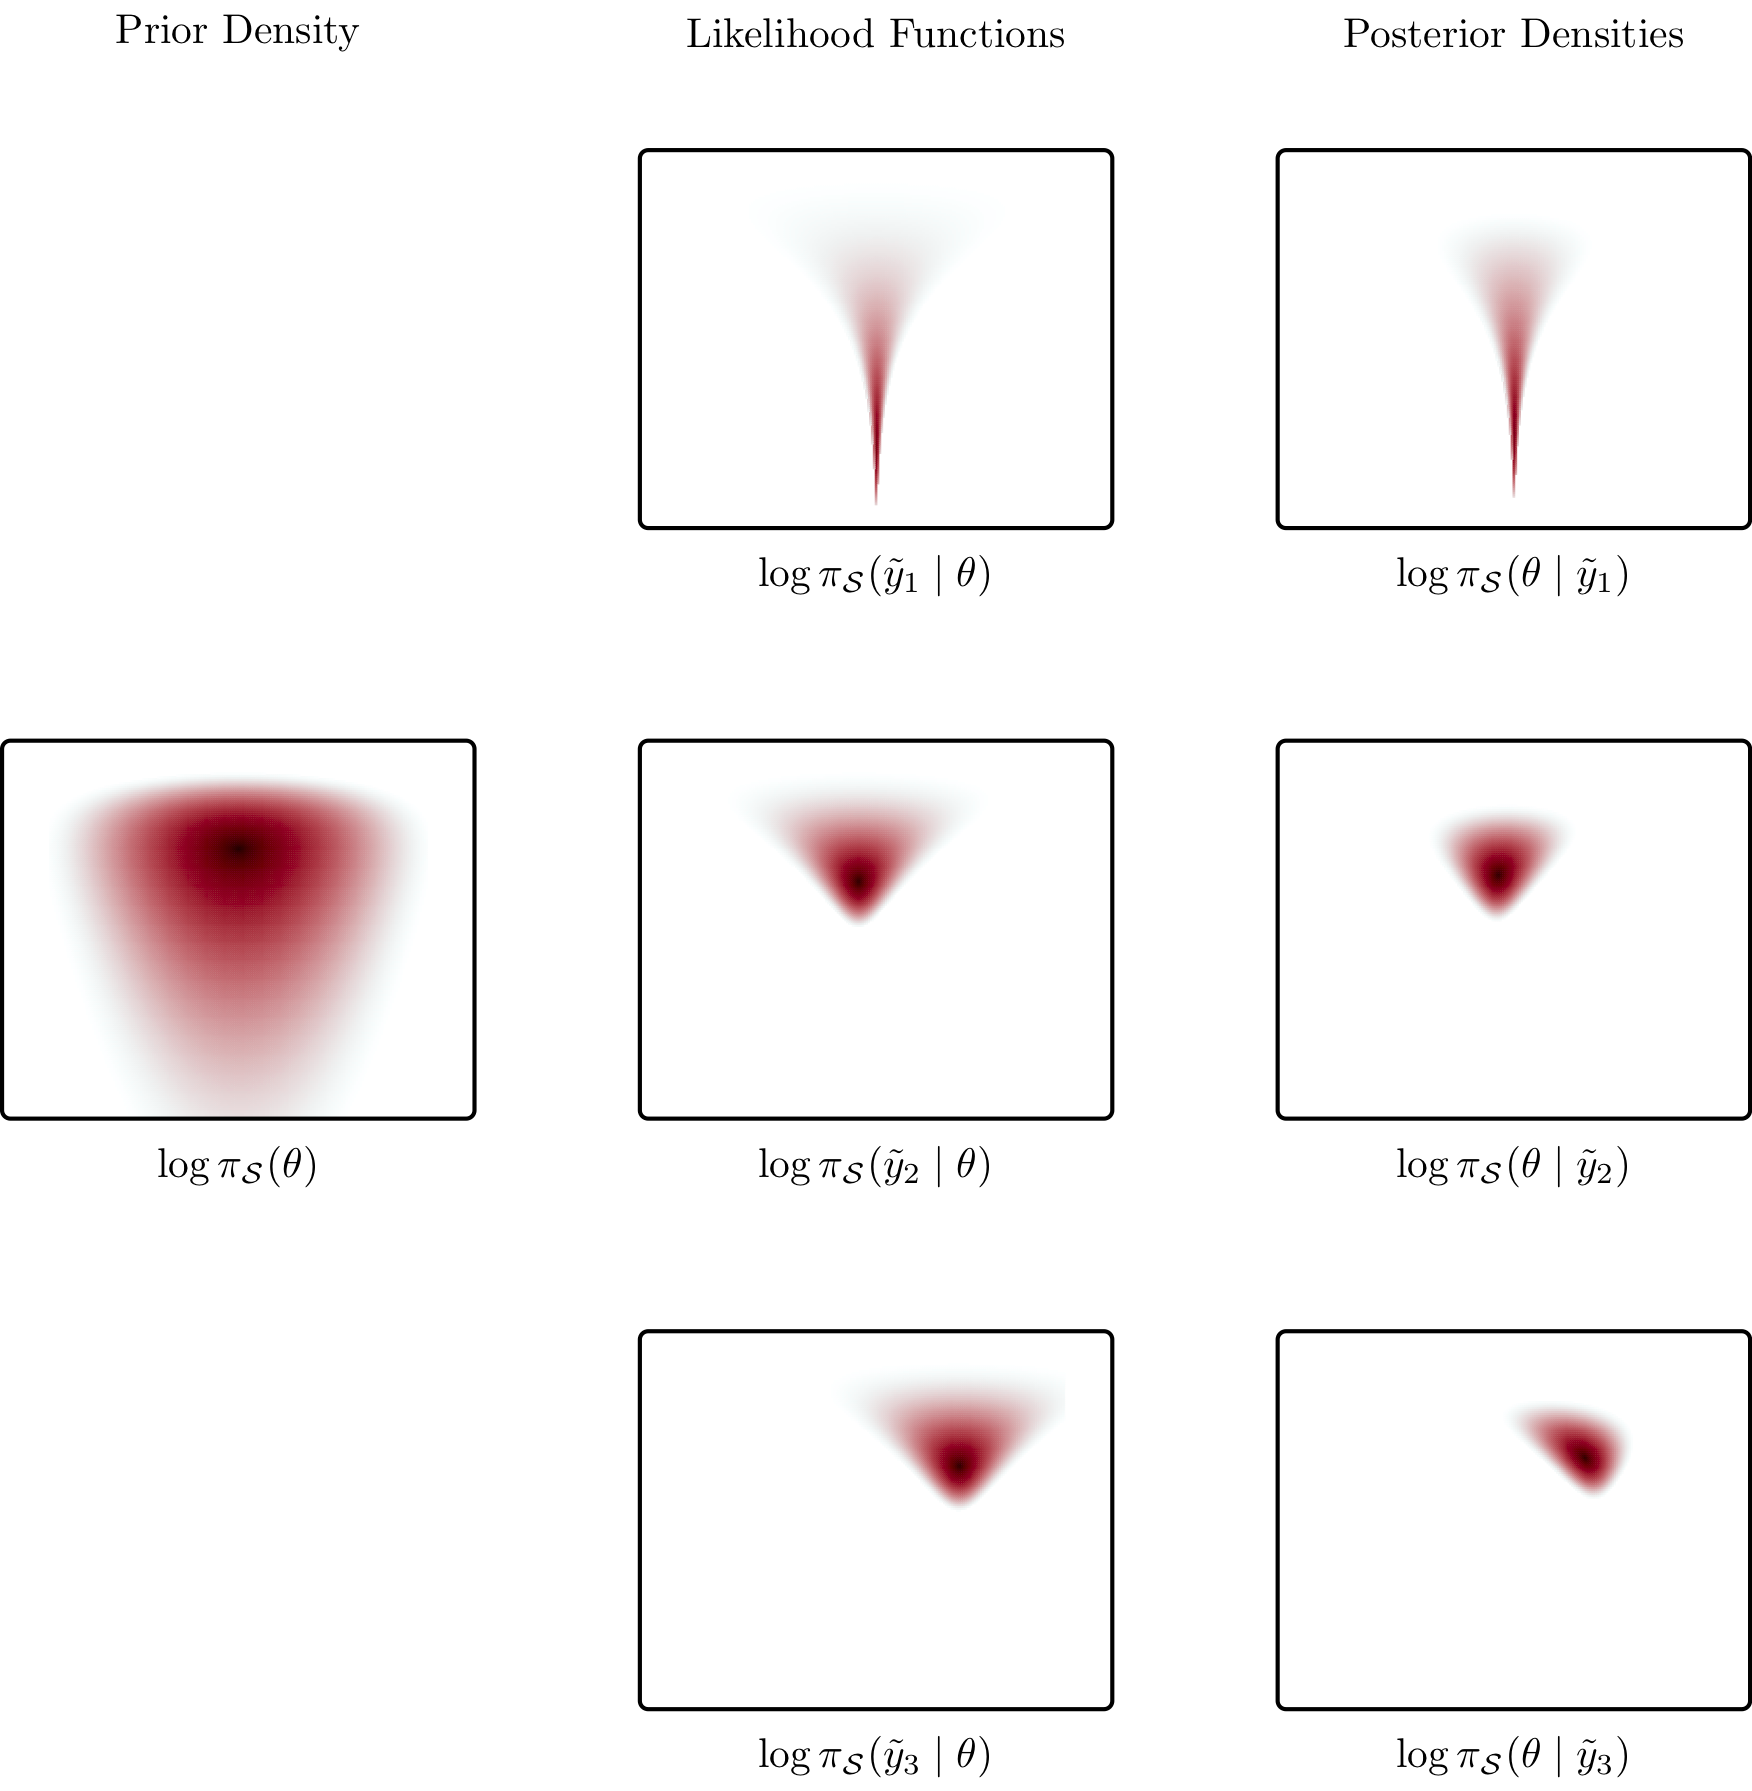 Prior Density
Likelihood Functions
Posterior Densities
log π𝒮(ỹ₁ | θ)
log π𝒮(θ | ỹ₁)
log π𝒮(θ)
log π𝒮(ỹ₂ | θ)
log π𝒮(θ | ỹ₂)
log π𝒮(ỹ₃ | θ)
log π𝒮(θ | ỹ₃)